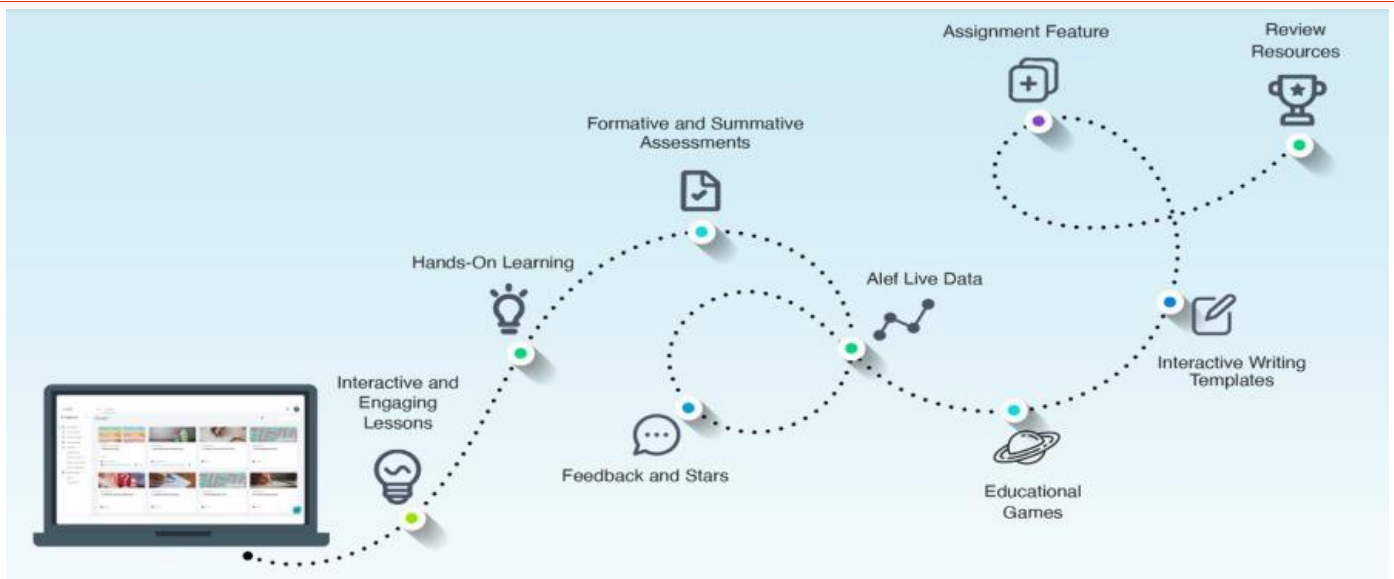 Interactive and
Engaging
Lessons
Hands-On Learning
Formative and Summative
Assessments
Alef Live Data
Feedback and Stars
Educational
Games
Interactive Writing
Templates
Assignment Feature
Review
Resources